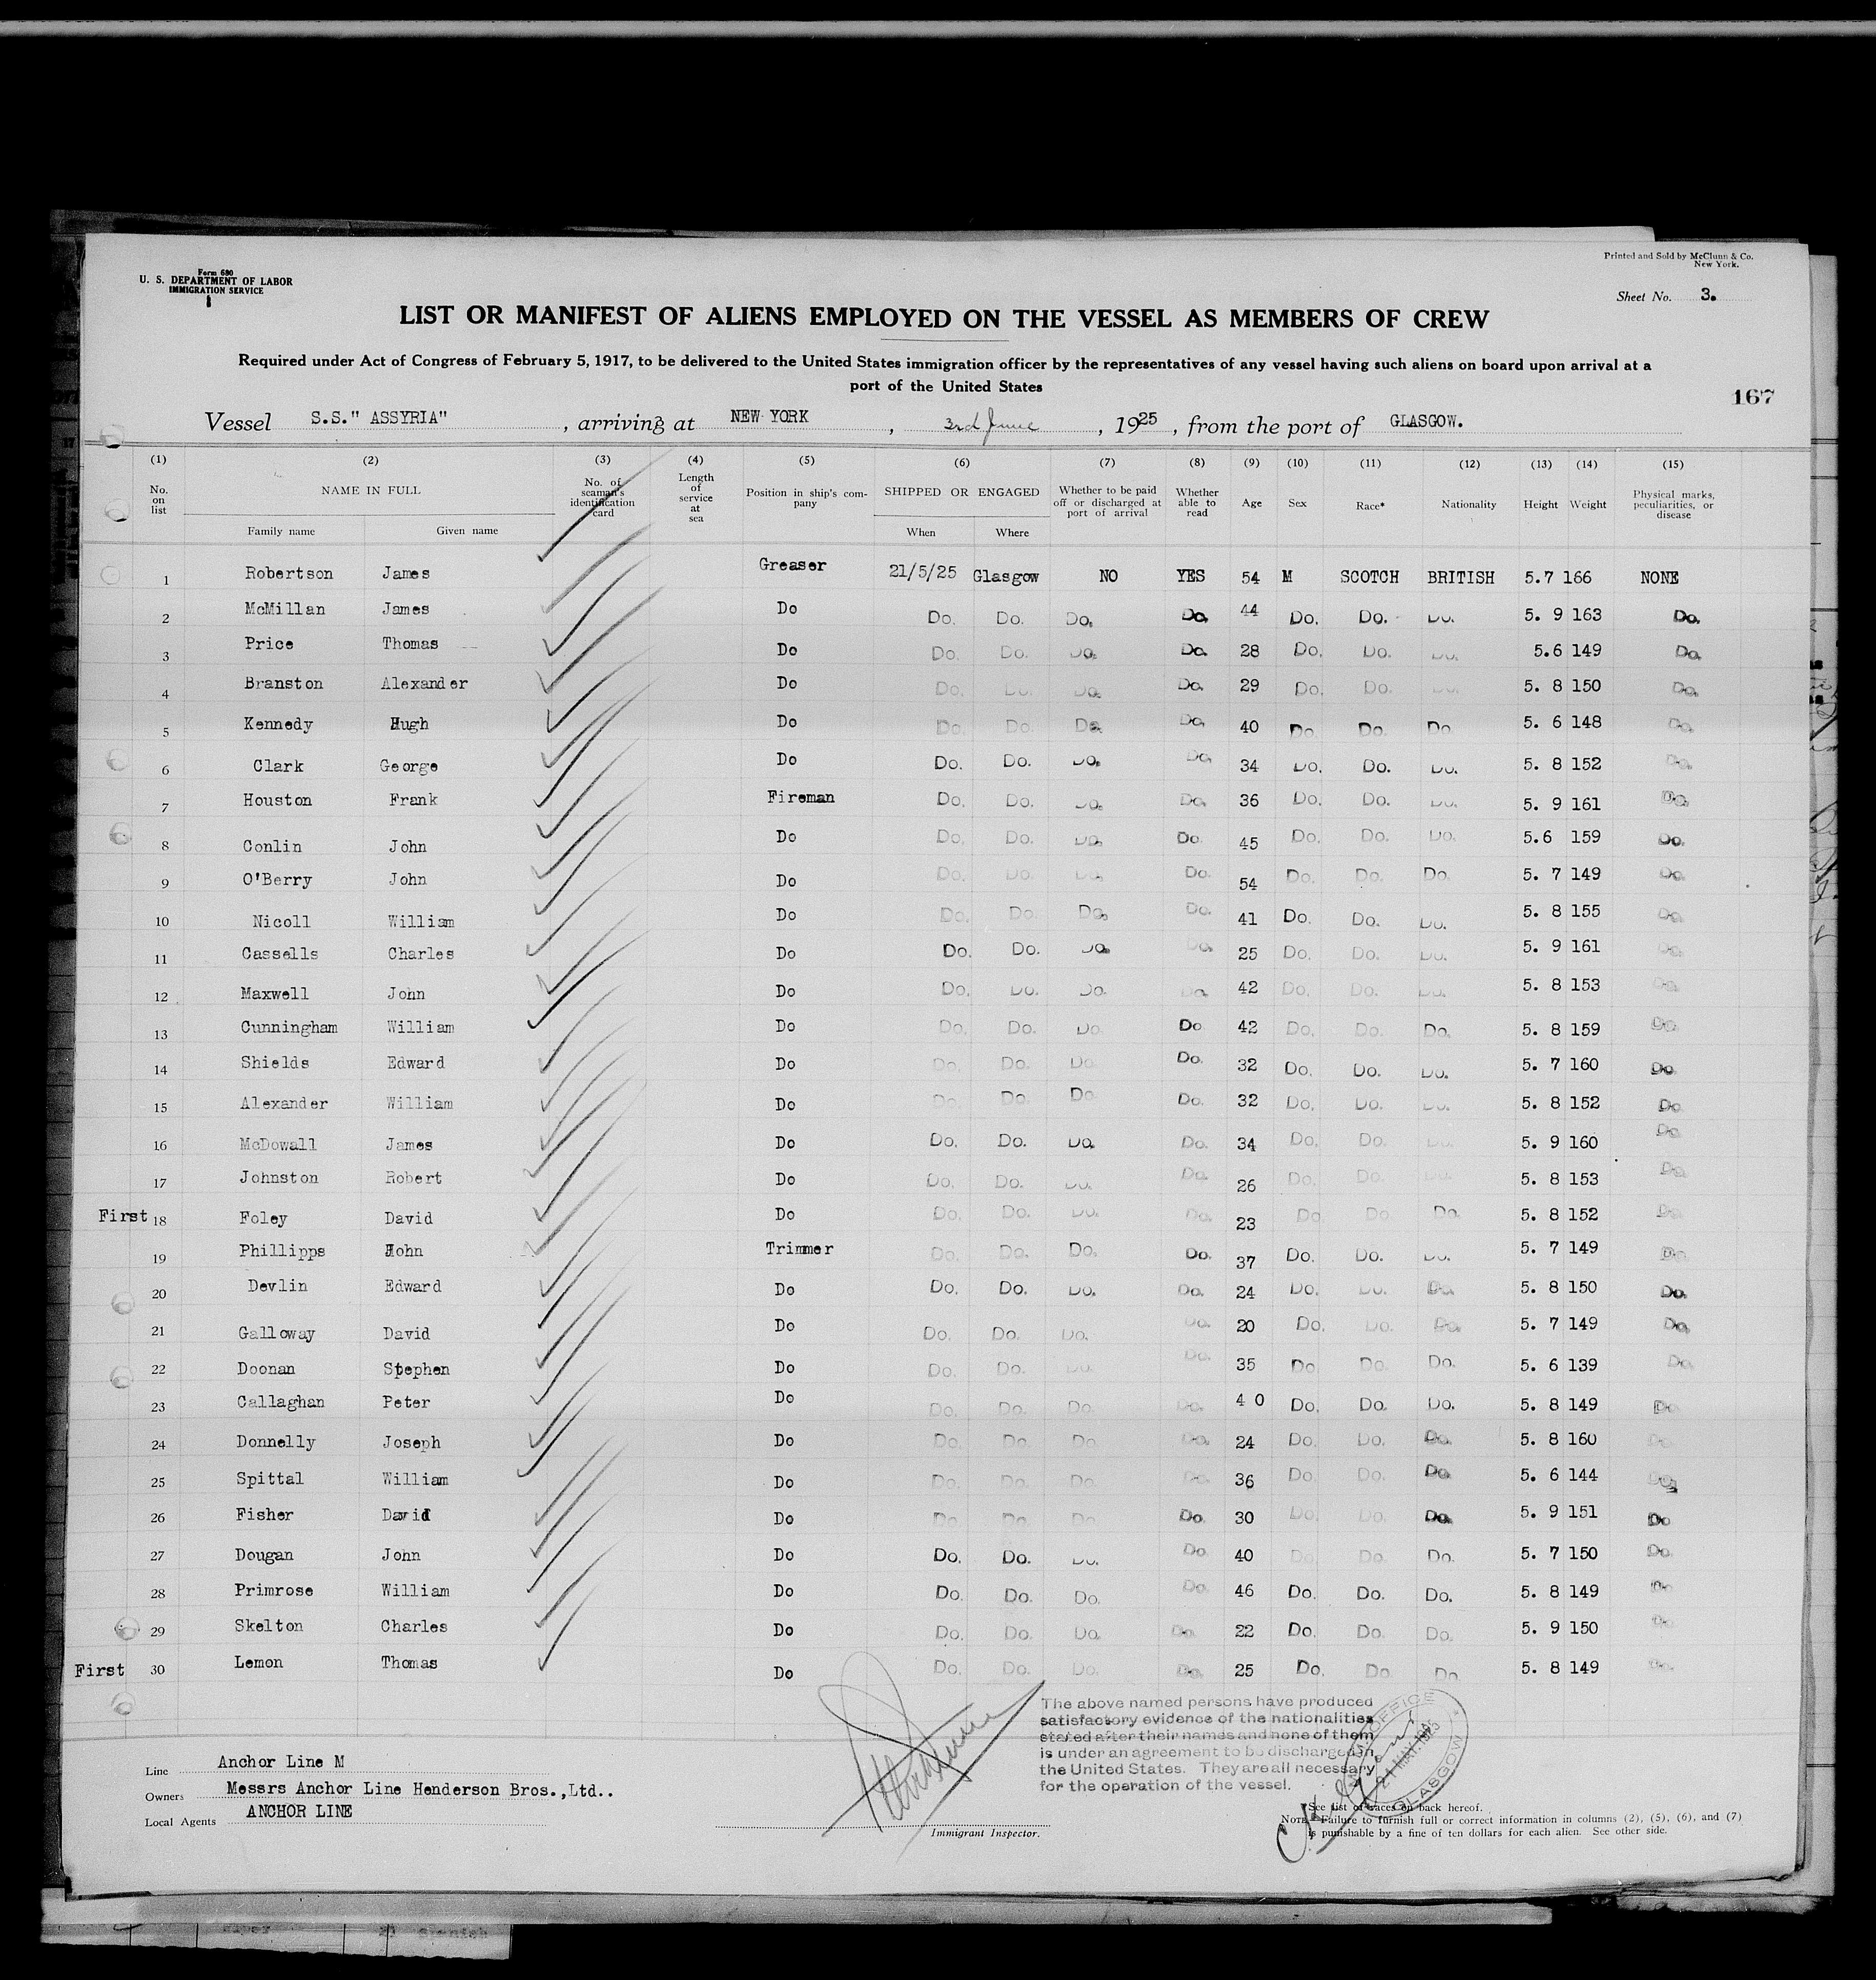 Form 680
U. S. DEPARTMENT OF LABOR
IMMIGRATION SERVICE
Printed and Sold by McClunn & Co.
New York.
Sheet No. 3.
LIST OR MANIFEST OF ALIENS EMPLOYED ON THE VESSEL AS MEMBERS OF CREW
Required under Act of Congress of February 5, 1917, to be delivered to the United States immigration officer by the representatives of any vessel having such aliens on board upon arrival at a
port of the United States
167
Vessel S.S." ASSYRIA" , arriving at NEW YORK , 3rd June , 1925 , from the port of GLASGOW.
(1) (2) (3) (4) (5) (6) (7) (8) (9) (10) (11) (12) (13) (14) (15)
No. on list NAME IN FULL Family name Given name No. of seaman's identification card Length of service at sea Position in ship's company SHIPPED OR ENGAGED When Where Whether to be paid off or discharged at port of arrival Whether able to read Age Sex Race* Nationality Height Weight Physical marks, peculiarities, or disease
1 Robertson James Greaser 21/5/25 Glasgow NO YES 54 M SCOTCH BRITISH 5.7 166 NONE
2 McMillan James Do Do. Do. Do. Do. 44 Do. Do. Do. 5. 9 163 Do.
3 Price Thomas Do Do. Do. Do. Do. 28 Do. Do. Do. 5.6 149 Do.
4 Branston Alexander Do Do. Do. Do. Do. 29 Do. Do. Do. 5. 8 150 Do.
5 Kennedy Hugh Do Do. Do. Do. Do. 40 Do. Do. Do. 5. 6 148 Do.
6 Clark George Do Do. Do. Do. Do. 34 Do. Do. Do. 5. 8 152 Do.
7 Houston Frank Fireman Do. Do. Do. Do. 36 Do. Do. Do. 5. 9 161 Do.
8 Conlin John Do Do. Do. Do. Do. 45 Do. Do. Do. 5.6 159 Do.
9 O'Berry John Do Do. Do. Do. Do. 54 Do. Do. Do. 5. 7 149 Do.
10 Nicoll William Do Do. Do. Do. Do. 41 Do. Do. Do. 5. 8 155 Do.
11 Cassells Charles Do Do. Do. Do. Do. 25 Do. Do. Do. 5. 9 161 Do.
12 Maxwell John Do Do. Do. Do. Do. 42 Do. Do. Do. 5. 8 153 Do.
13 Cunningham William Do Do. Do. Do. Do. 42 Do. Do. Do. 5. 8 159 Do.
14 Shields Edward Do Do. Do. Do. Do. 32 Do. Do. Do. 5. 7 160 Do.
15 Alexander William Do Do. Do. Do. Do. 32 Do. Do. Do. 5. 8 152 Do.
16 McDowall James Do Do. Do. Do. Do. 34 Do. Do. Do. 5. 9 160 Do.
17 Johnston Robert Do Do. Do. Do. Do. 26 Do. Do. Do. 5. 8 153 Do.
First 18 Foley David Do Do. Do. Do. Do. 23 Do. Do. Do. 5. 8 152 Do.
19 Phillipps John Trimmer Do. Do. Do. Do. 37 Do. Do. Do. 5. 7 149 Do.
20 Devlin Edward Do Do. Do. Do. Do. 24 Do. Do. Do. 5. 8 150 Do.
21 Galloway David Do Do. Do. Do. Do. 20 Do. Do. Do. 5. 7 149 Do.
22 Doonan Stephen Do Do. Do. Do. Do. 35 Do. Do. Do. 5. 6 139 Do.
23 Callaghan Peter Do Do. Do. Do. Do. 4 0 Do. Do. Do. 5. 8 149 Do.
24 Donnelly Joseph Do Do. Do. Do. Do. 24 Do. Do. Do. 5. 8 160 Do.
25 Spittal William Do Do. Do. Do. Do. 36 Do. Do. Do. 5. 6 144 Do.
26 Fisher David Do Do. Do. Do. Do. 30 Do. Do. Do. 5. 9 151 Do.
27 Dougan John Do Do. Do. Do. Do. 40 Do. Do. Do. 5. 7 150 Do.
28 Primrose William Do Do. Do. Do. Do. 46 Do. Do. Do. 5. 8 149 Do.
29 Skelton Charles Do Do. Do. Do. Do. 22 Do. Do. Do. 5. 9 150 Do.
First 30 Lemon Thomas Do Do. Do. Do. Do. 25 Do. Do. Do. 5. 8 149 Do.
The above named persons have produced
satisfactory evidence of the nationalities
stated after their names and none of them
is under an agreement to be discharged in
the United States. They are all necessary
for the operation of the vessel.
OFFICE
21 MAY 1925
GLASGOW
Line Anchor Line M
Owners Messrs Anchor Line Henderson Bros.,Ltd..
Local Agents ANCHOR LINE
Immigrant Inspector.
*See list of races on back hereof.
NOTE.—Failure to furnish full or correct information in columns (2), (5), (6), and (7)
is punishable by a fine of ten dollars for each alien. See other side.